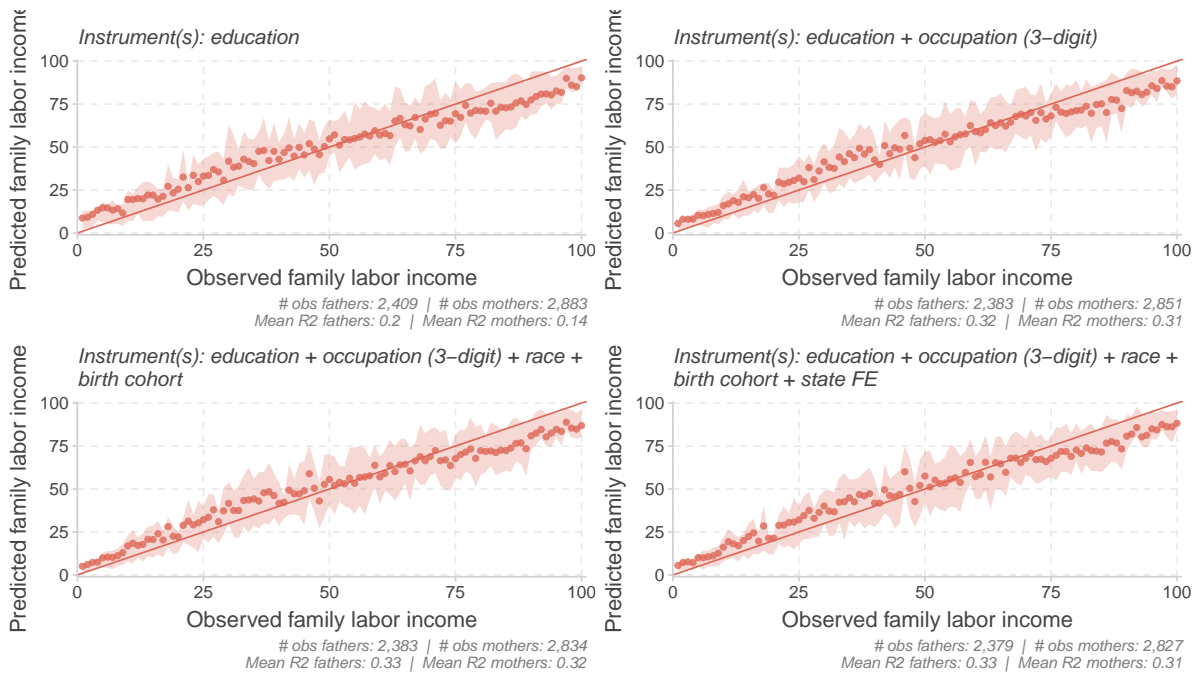 Instrument(s): education
Predicted family labor income
100
75
50
25
0
0 25 50 75 100
Observed family labor income
# obs fathers: 2,409 | # obs mothers: 2,883
Mean R2 fathers: 0.2 | Mean R2 mothers: 0.14
Instrument(s): education + occupation (3−digit)
Predicted family labor income
100
75
50
25
0
0 25 50 75 100
Observed family labor income
# obs fathers: 2,383 | # obs mothers: 2,851
Mean R2 fathers: 0.32 | Mean R2 mothers: 0.31
Instrument(s): education + occupation (3−digit) + race +
birth cohort
Predicted family labor income
100
75
50
25
0
0 25 50 75 100
Observed family labor income
# obs fathers: 2,383 | # obs mothers: 2,834
Mean R2 fathers: 0.33 | Mean R2 mothers: 0.32
Instrument(s): education + occupation (3−digit) + race +
birth cohort + state FE
Predicted family labor income
100
75
50
25
0
0 25 50 75 100
Observed family labor income
# obs fathers: 2,379 | # obs mothers: 2,827
Mean R2 fathers: 0.33 | Mean R2 mothers: 0.31